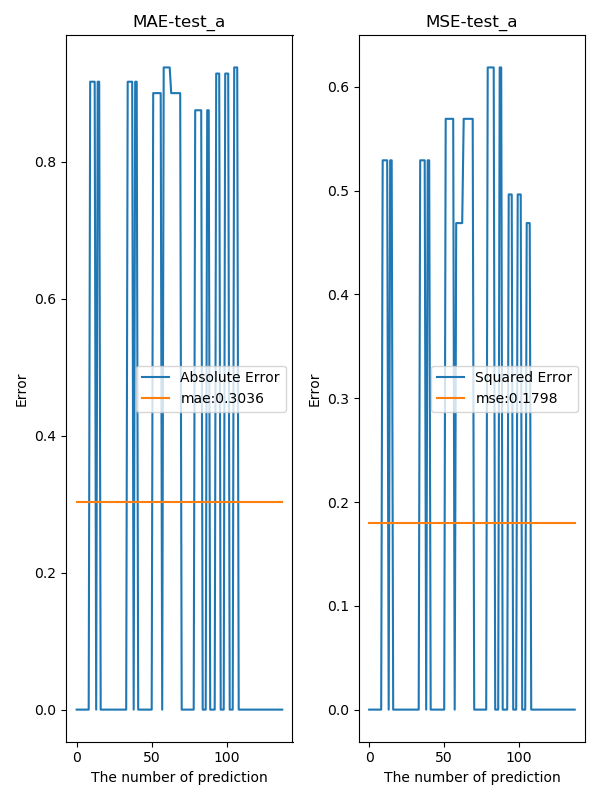 MAE-test_a
0.8
0.6
0.4
0.2
0.0
Error
Absolute Error
mae:0.3036
0
50
100
The number of prediction
MSE-test_a
0.6
0.5
0.4
0.3
0.2
0.1
0.0
Error
Squared Error
mse:0.1798
0
50
100
The number of prediction